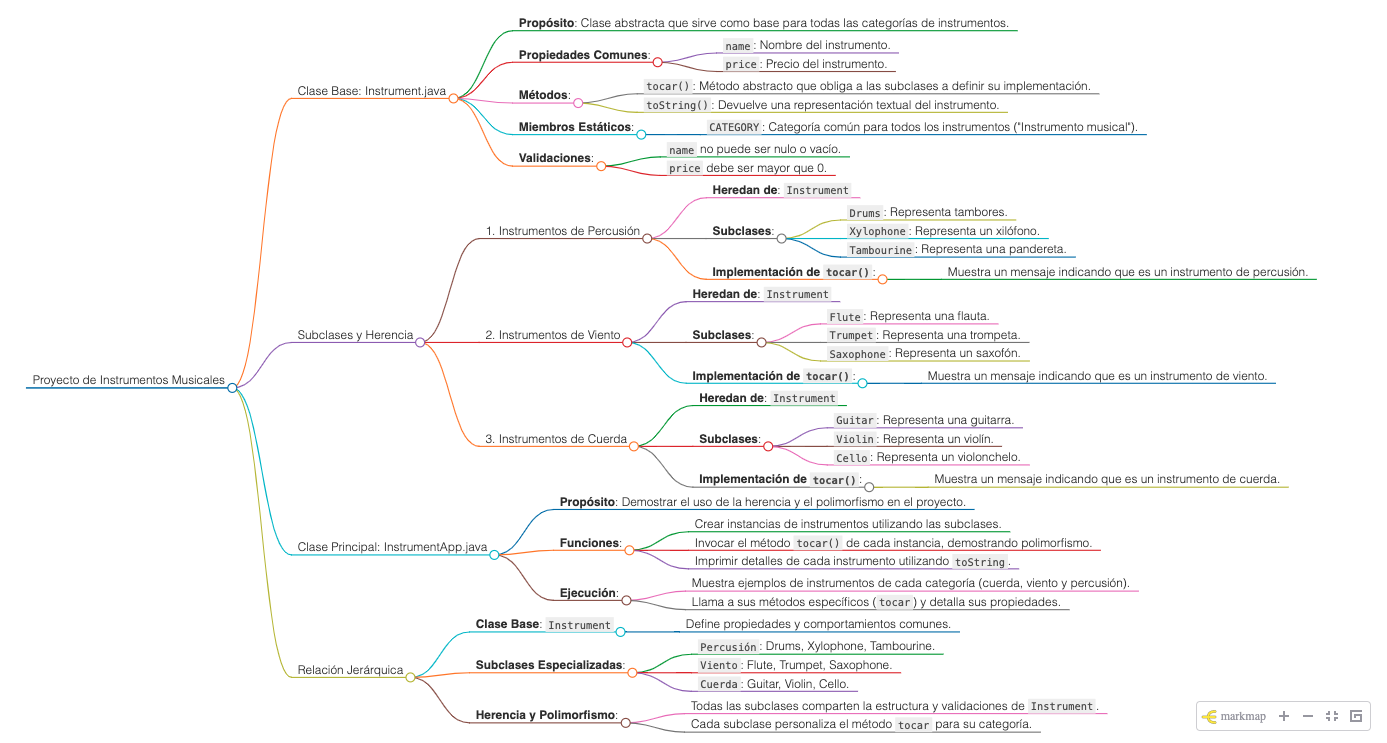 Proyecto de Instrumentos Musicales
Clase Base: Instrument.java
Propósito: Clase abstracta que sirve como base para todas las categorías de instrumentos.
Propiedades Comunes:
name: Nombre del instrumento.
price: Precio del instrumento.
Métodos:
tocar(): Método abstracto que obliga a las subclases a definir su implementación.
toString(): Devuelve una representación textual del instrumento.
Miembros Estáticos:
CATEGORY: Categoría común para todos los instrumentos ("Instrumento musical").
Validaciones:
name no puede ser nulo o vacío.
price debe ser mayor que 0.
Subclases y Herencia
1. Instrumentos de Percusión
Heredan de: Instrument
Subclases:
Drums: Representa tambores.
Xylophone: Representa un xilófono.
Tambourine: Representa una pandereta.
Implementación de tocar():
Muestra un mensaje indicando que es un instrumento de percusión.
2. Instrumentos de Viento
Heredan de: Instrument
Subclases:
Flute: Representa una flauta.
Trumpet: Representa una trompeta.
Saxophone: Representa un saxofón.
Implementación de tocar():
Muestra un mensaje indicando que es un instrumento de viento.
3. Instrumentos de Cuerda
Heredan de: Instrument
Subclases:
Guitar: Representa una guitarra.
Violin: Representa un violín.
Cello: Representa un violonchelo.
Implementación de tocar():
Muestra un mensaje indicando que es un instrumento de cuerda.
Clase Principal: InstrumentApp.java
Propósito: Demostrar el uso de la herencia y el polimorfismo en el proyecto.
Funciones:
Crear instancias de instrumentos utilizando las subclases.
Invocar el método tocar() de cada instancia, demostrando polimorfismo.
Imprimir detalles de cada instrumento utilizando toString.
Ejecución:
Muestra ejemplos de instrumentos de cada categoría (cuerda, viento y percusión).
Llama a sus métodos específicos (tocar) y detalla sus propiedades.
Relación Jerárquica
Clase Base: Instrument
Define propiedades y comportamientos comunes.
Subclases Especializadas:
Percusión: Drums, Xylophone, Tambourine.
Viento: Flute, Trumpet, Saxophone.
Cuerda: Guitar, Violin, Cello.
Herencia y Polimorfismo:
Todas las subclases comparten la estructura y validaciones de Instrument.
Cada subclase personaliza el método tocar para su categoría.
markmap